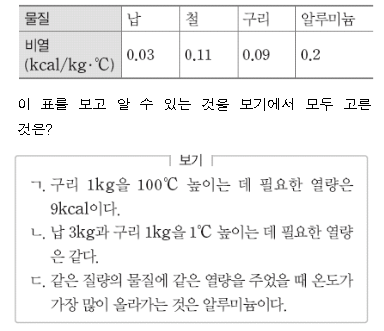 물질 납 철 구리 알루미늄
비열
(kcal/kg·℃) 0.03 0.11 0.09 0.2
이 표를 보고 알 수 있는 것을 보기에서 모두 고른
것은?
보기
ㄱ. 구리 1kg을 100℃ 높이는 데 필요한 열량은
9kcal이다.
ㄴ. 납 3kg과 구리 1kg을 1℃ 높이는 데 필요한 열량
은 같다.
ㄷ. 같은 질량의 물질에 같은 열량을 주었을 때 온도가
가장 많이 올라가는 것은 알루미늄이다.